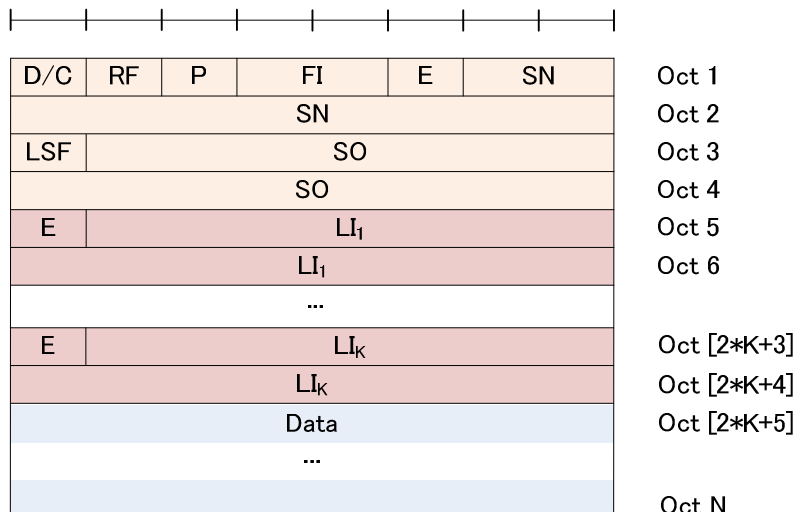 D/C RF P FI E SN Oct 1
SN Oct 2
LSF SO Oct 3
SO Oct 4
E LI₁ Oct 5
LI₁ Oct 6
...
E LIK Oct [2*K+3]
LIK Oct [2*K+4]
Data Oct [2*K+5]
...
Oct N